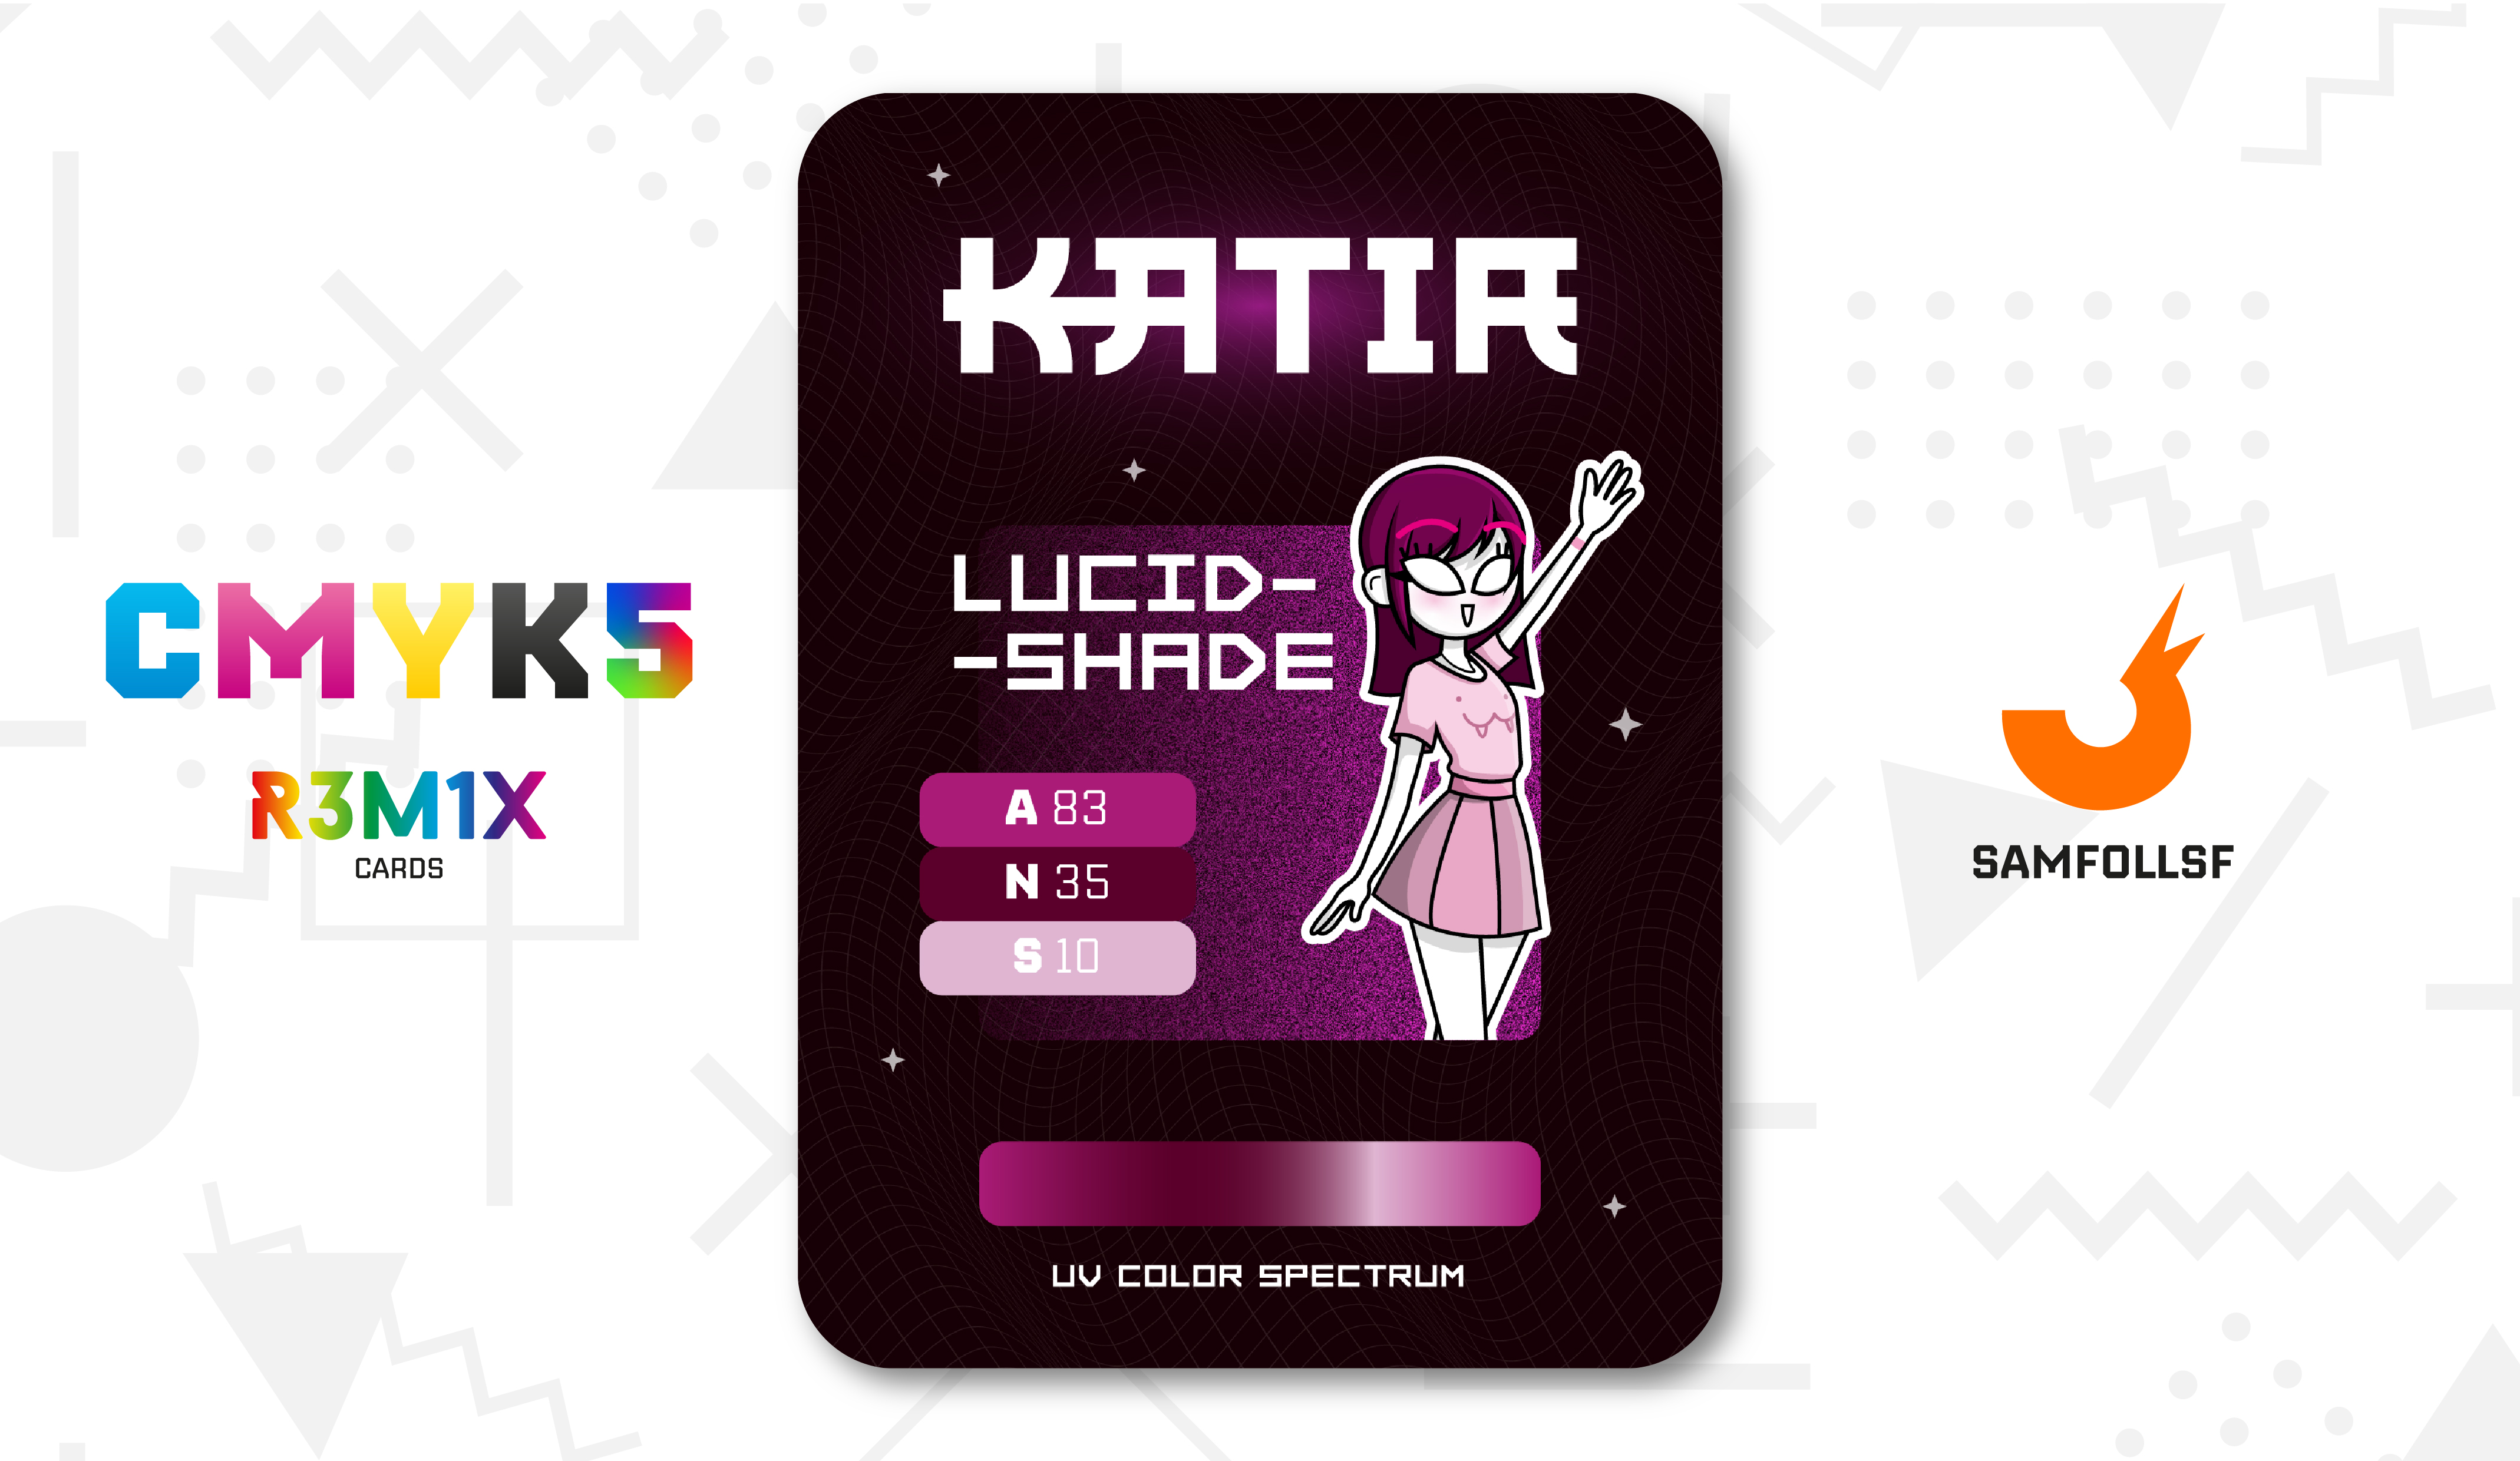 CMYK5
R3M1X
CARDS
KATIA
LUCID-
-SHADE
A 83
N 35
S 10
UV COLOR SPECTRUM
SAMFOLLSF